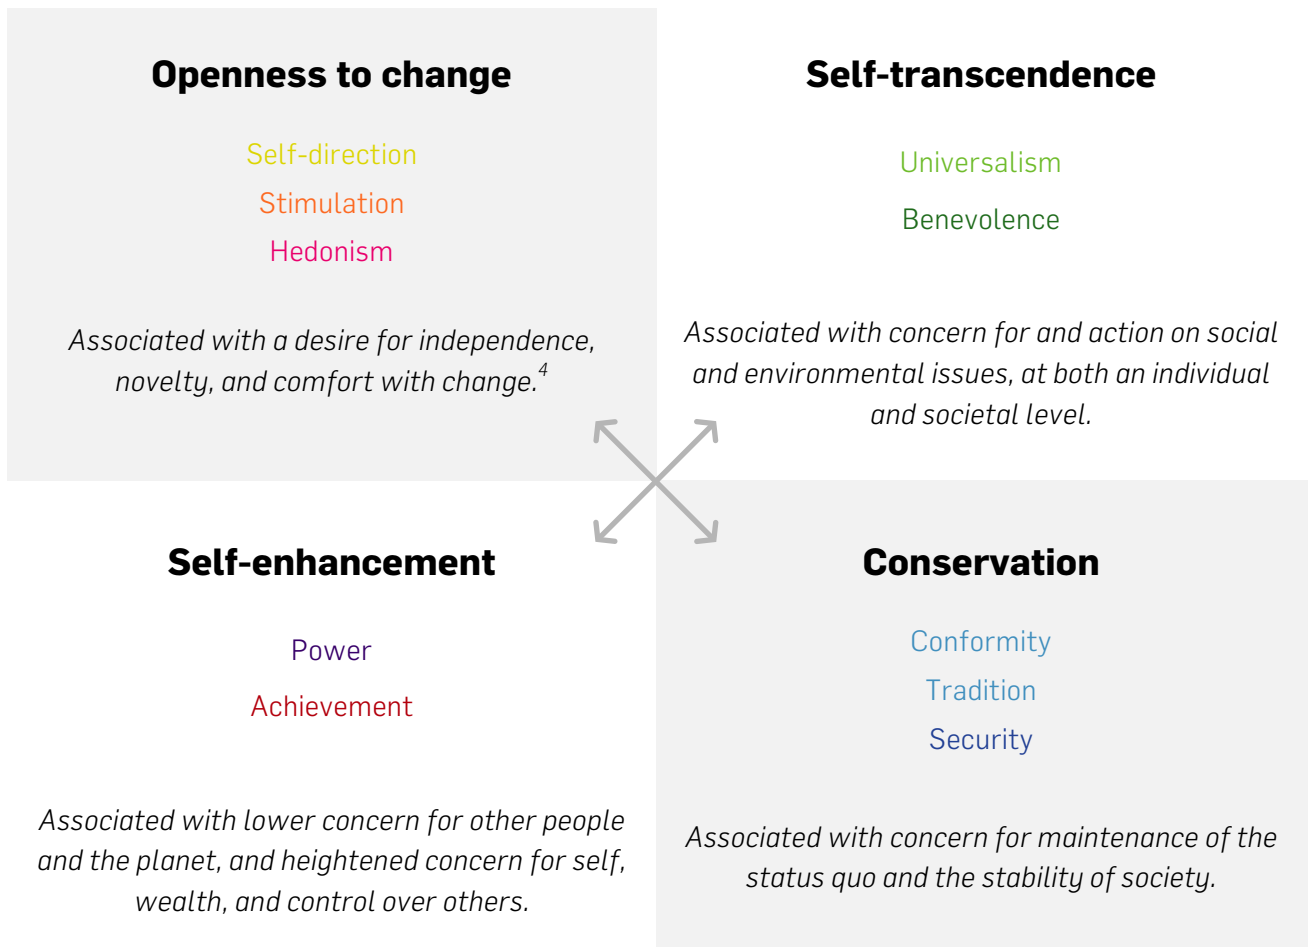 Openness to change
Self-direction
Stimulation
Hedonism
Associated with a desire for independence,
novelty, and comfort with change.4
Self-transcendence
Universalism
Benevolence
Associated with concern for and action on social
and environmental issues, at both an individual
and societal level.
Self-enhancement
Power
Achievement
Associated with lower concern for other people
and the planet, and heightened concern for self,
wealth, and control over others.
Conservation
Conformity
Tradition
Security
Associated with concern for maintenance of the
status quo and the stability of society.